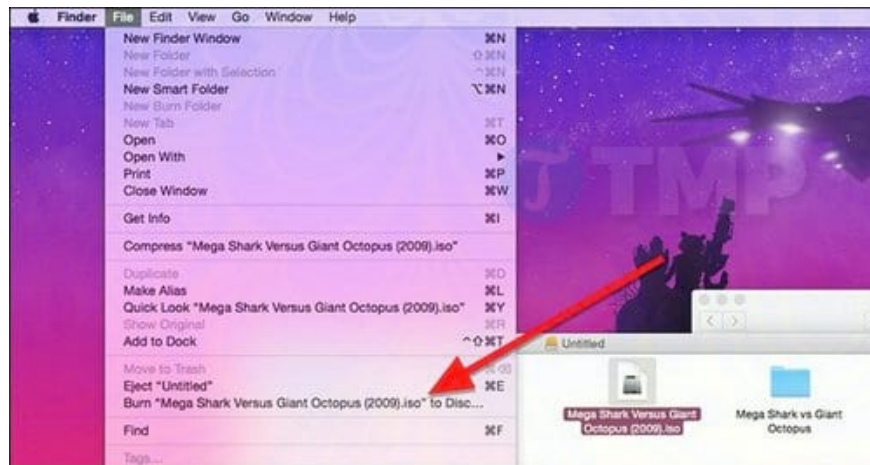 Finder File Edit View Go Window Help
New Finder Window ⌘N
New Folder ⇧⌘N
New Folder with Selection ^⌘N
New Smart Folder ⌥⌘N
New Burn Folder
New Tab ⌘T
Open ⌘O
Open With
Print ⌘P
Close Window ⌘W
Get Info ⌘I
Compress "Mega Shark Versus Giant Octopus (2009).iso"
Duplicate ⌘D
Make Alias ⌘L
Quick Look "Mega Shark Versus Giant Octopus (2009).iso" ⌘Y
Show Original ⌘R
Add to Dock ^⇧⌘T
Move to Trash ⌘⌫
Eject "Untitled" ⌘E
Burn "Mega Shark Versus Giant Octopus (2009).iso" to Disc...
Find ⌘F
Tags...
TMP
Untitled
Mega Shark Versus Giant
Octopus (2009).iso
Mega Shark vs Giant
Octopus